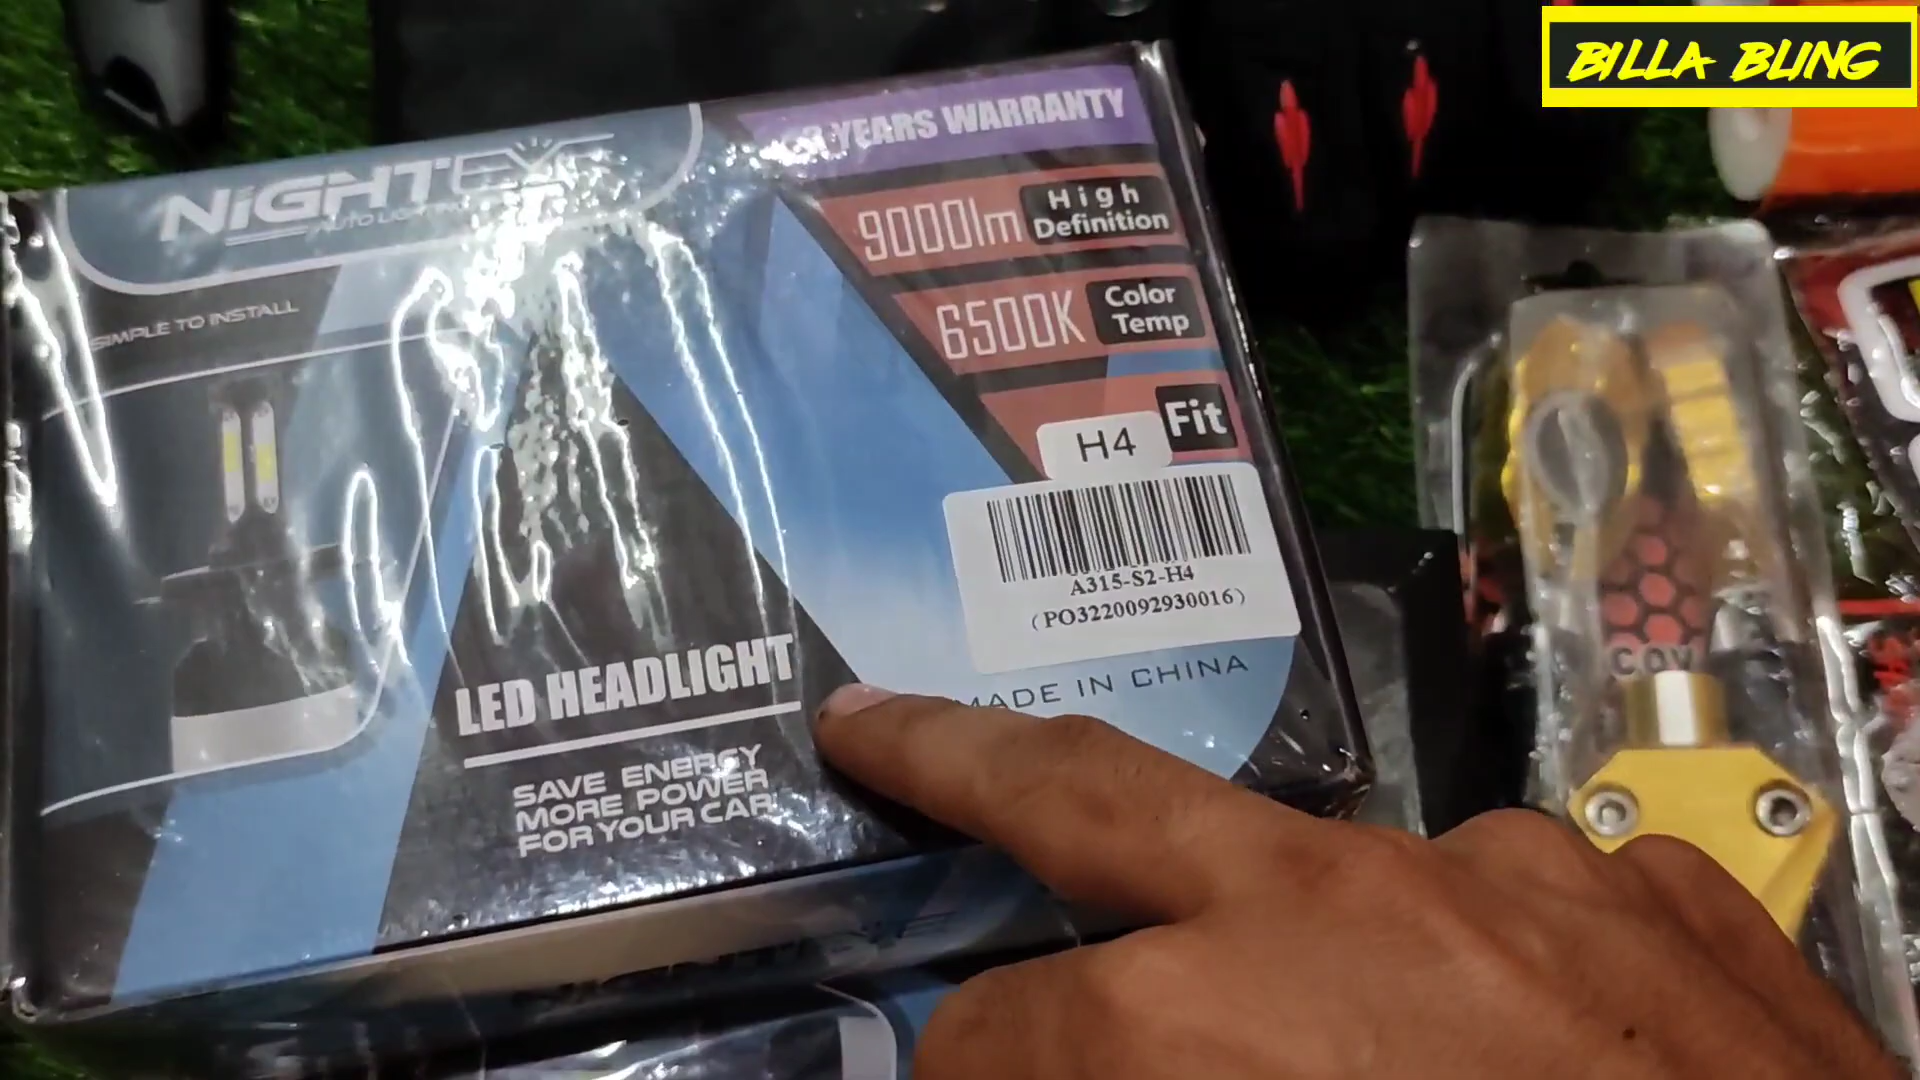 BILLA BLING
YEARS WARRANTY
NiGHTEYE
AUTO LIGHTING
9000lm High Definition
6500K Color Temp
SIMPLE TO INSTALL
H4 Fit
A315-S2-H4
(PO3220092930016)
MADE IN CHINA
LED HEADLIGHT
SAVE ENERGY
MORE POWER
FOR YOUR CAR